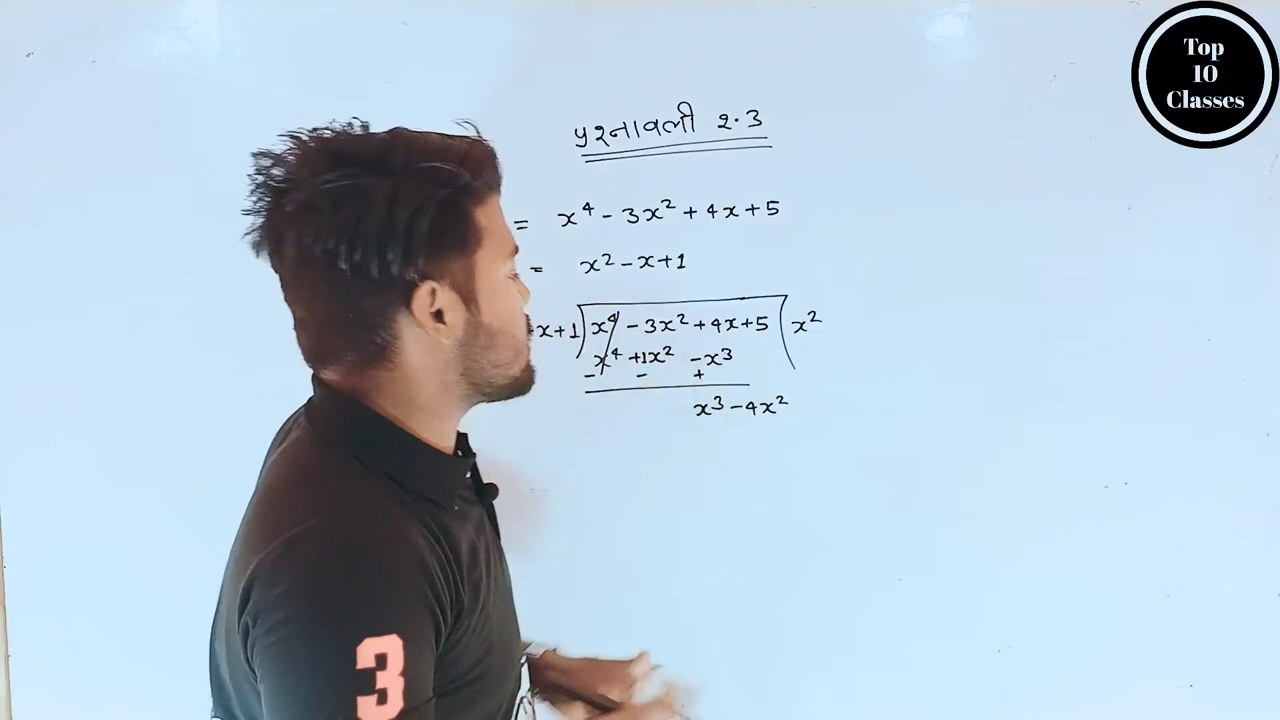 Top
10
Classes
प्रश्नावली 2.3
= x⁴ - 3x² + 4x + 5
= x² - x + 1
x+1) x⁴ - 3x² + 4x + 5 ( x²
x⁴ +1x² - x³
- - +
x³ - 4x²
3